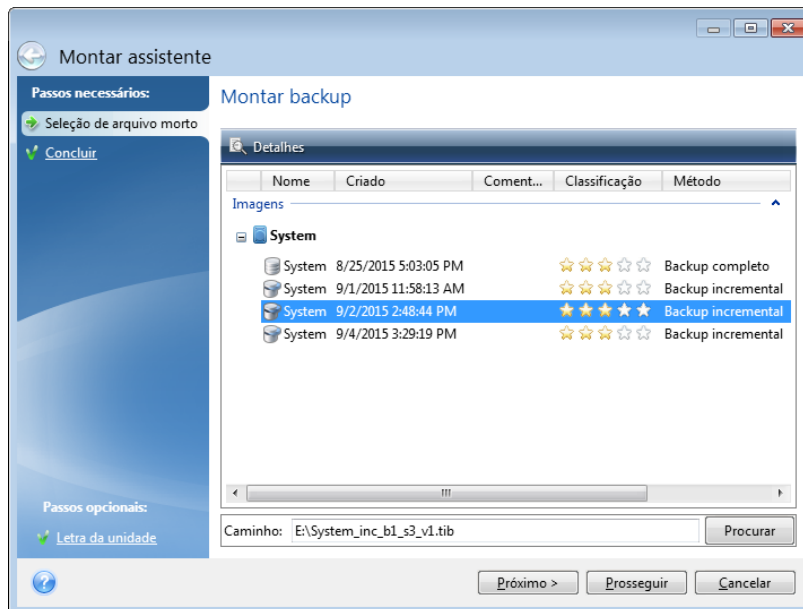 Montar assistente
Passos necessários:
Seleção de arquivo morto
Concluir
Montar backup
Detalhes
Nome Criado Coment... Classificação Método
Imagens
System
System 8/25/2015 5:03:05 PM Backup completo
System 9/1/2015 11:58:13 AM Backup incremental
System 9/2/2015 2:48:44 PM Backup incremental
System 9/4/2015 3:29:19 PM Backup incremental
Passos opcionais:
Letra da unidade
Caminho: E:\System_inc_b1_s3_v1.tib Procurar
Próximo > Prosseguir Cancelar